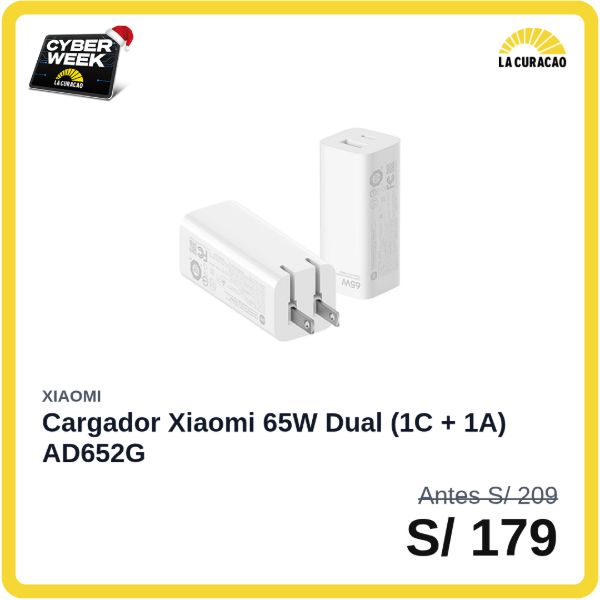 CYBER
WEEK
LA CURACAO
LA CURACAO
65W
XIAOMI
Cargador Xiaomi 65W Dual (1C + 1A)
AD652G
Antes S/ 209
S/ 179